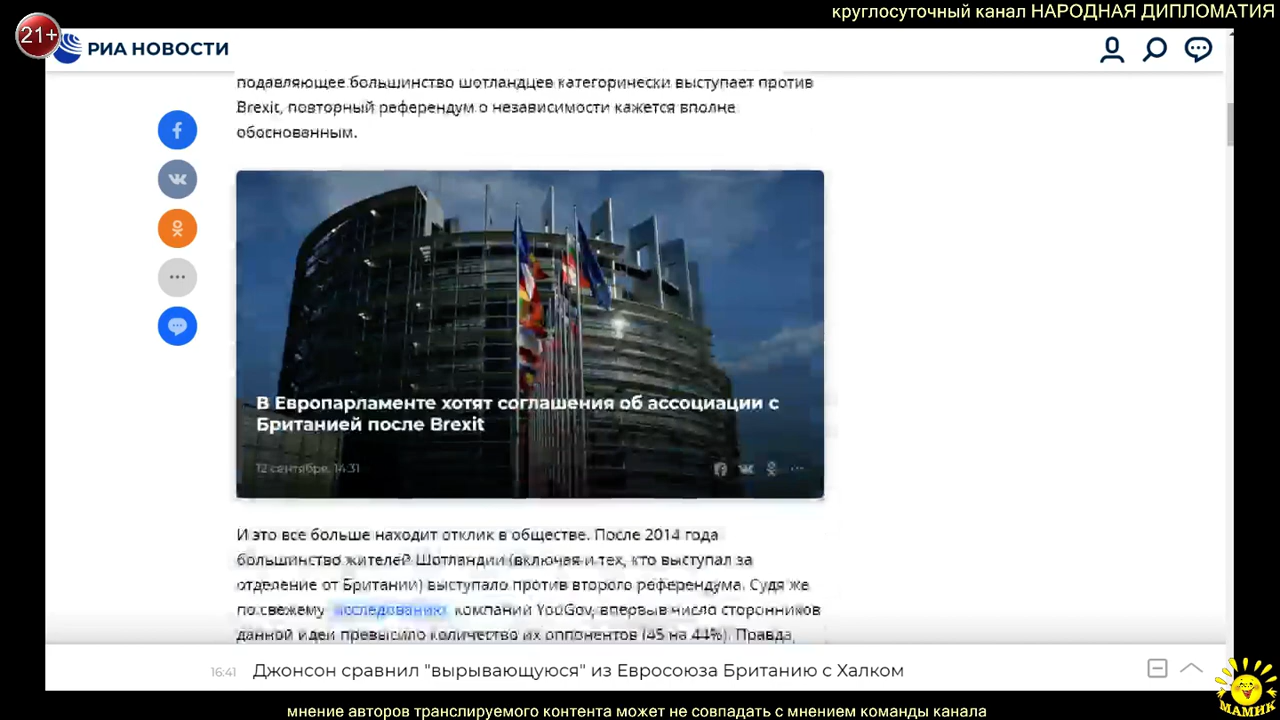 круглосуточный канал НАРОДНАЯ ДИПЛОМАТИЯ
21+
РИА НОВОСТИ
подавляющее большинство шотландцев категорически выступает против
Brexit, повторный референдум о независимости кажется вполне
обоснованным.
В Европарламенте хотят соглашения об ассоциации с
Британией после Brexit
12 сентября, 14:31
И это все больше находит отклик в обществе. После 2014 года
большинство жителей Шотландии (включая и тех, кто выступал за
отделение от Британии) выступало против второго референдума. Судя же
по свежему исследованию компании YouGov, впервые число сторонников
данной идеи превысило количество их оппонентов (45 на 44%). Правда,
16:41 Джонсон сравнил "вырывающуюся" из Евросоюза Британию с Халком
МАМИК
мнение авторов транслируемого контента может не совпадать с мнением команды канала